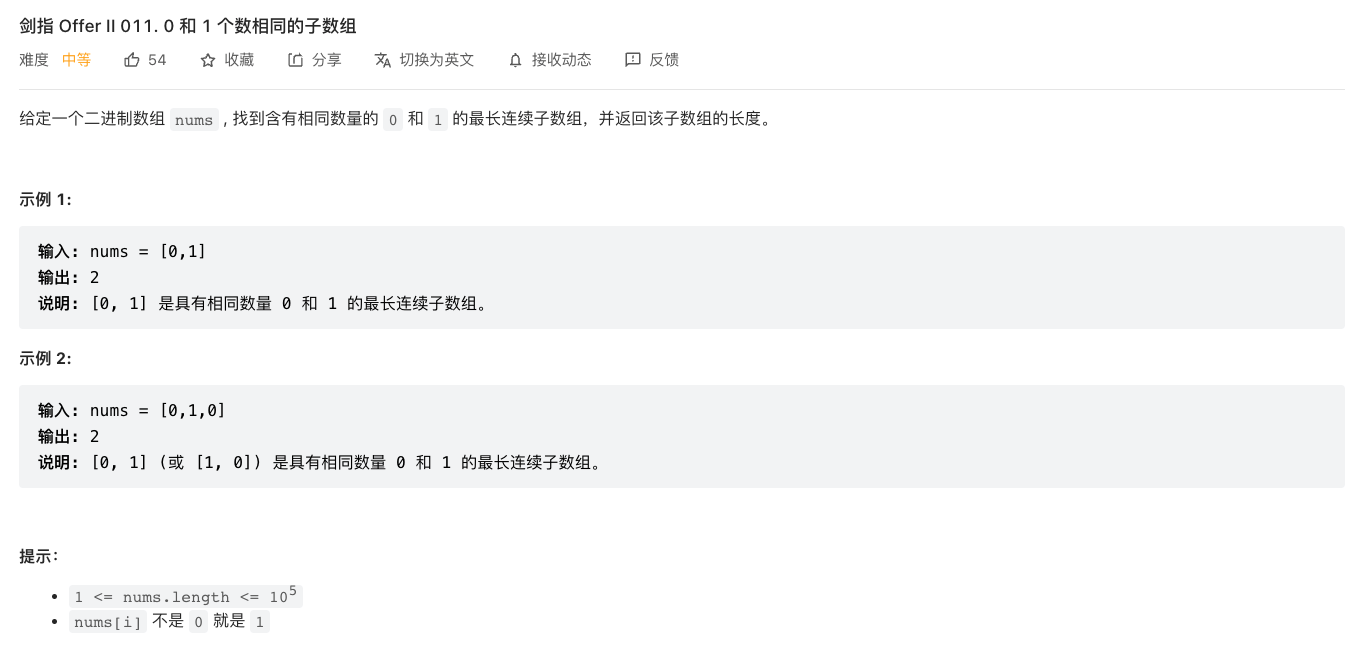 剑指 Offer II 011. 0 和 1 个数相同的子数组
难度 中等 54 收藏 分享 切换为英文 接收动态 反馈
给定一个二进制数组 nums , 找到含有相同数量的 0 和 1 的最长连续子数组，并返回该子数组的长度。
示例 1:
输入: nums = [0,1]
输出: 2
说明: [0, 1] 是具有相同数量 0 和 1 的最长连续子数组。
示例 2:
输入: nums = [0,1,0]
输出: 2
说明: [0, 1] (或 [1, 0]) 是具有相同数量 0 和 1 的最长连续子数组。
提示：
• 1 <= nums.length <= 10⁵
• nums[i] 不是 0 就是 1